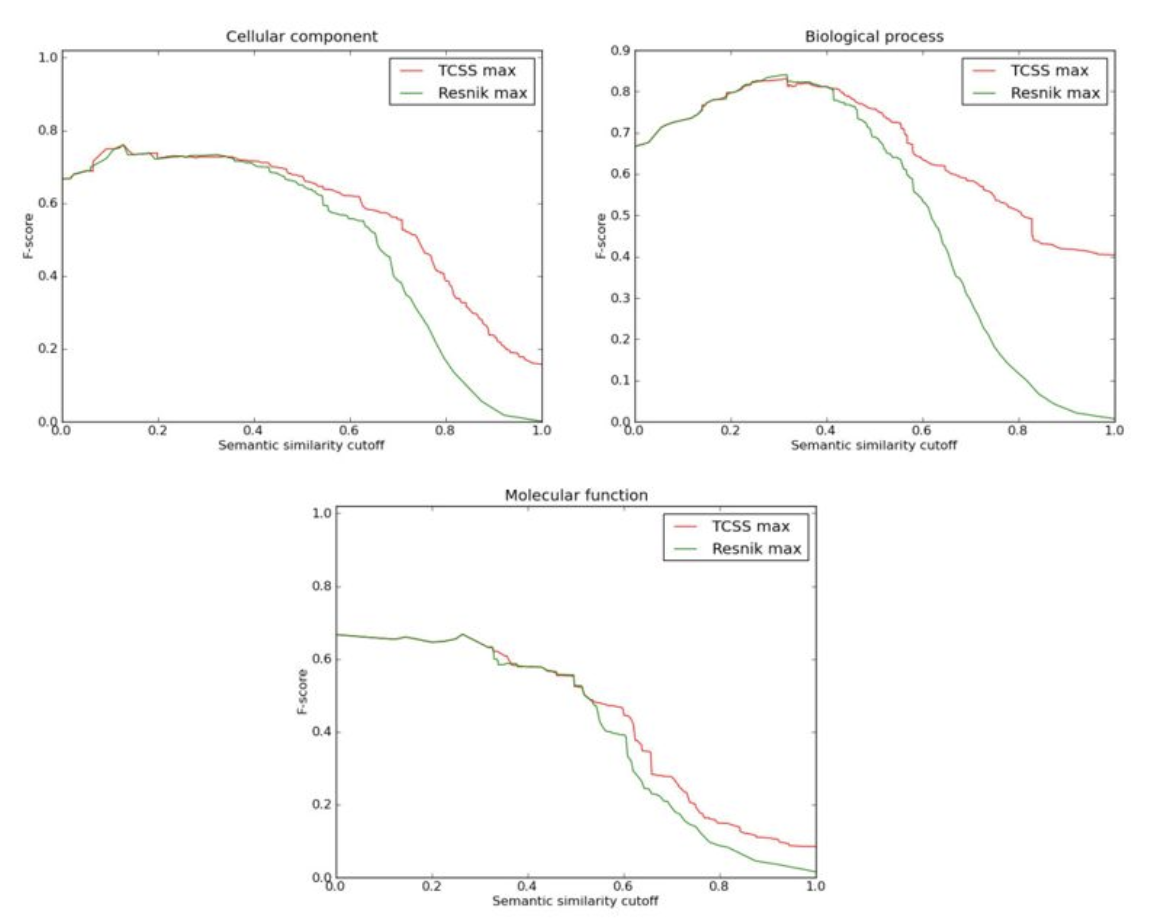 Cellular component
1.0
0.8
0.6
0.4
0.2
0.0
F-score
TCSS max
Resnik max
0.0 0.2 0.4 0.6 0.8 1.0
Semantic similarity cutoff
Biological process
0.9
0.8
0.7
0.6
0.5
0.4
0.3
0.2
0.1
0.0
F-score
TCSS max
Resnik max
0.0 0.2 0.4 0.6 0.8 1.0
Semantic similarity cutoff
Molecular function
1.0
0.8
0.6
0.4
0.2
0.0
F-score
TCSS max
Resnik max
0.0 0.2 0.4 0.6 0.8 1.0
Semantic similarity cutoff